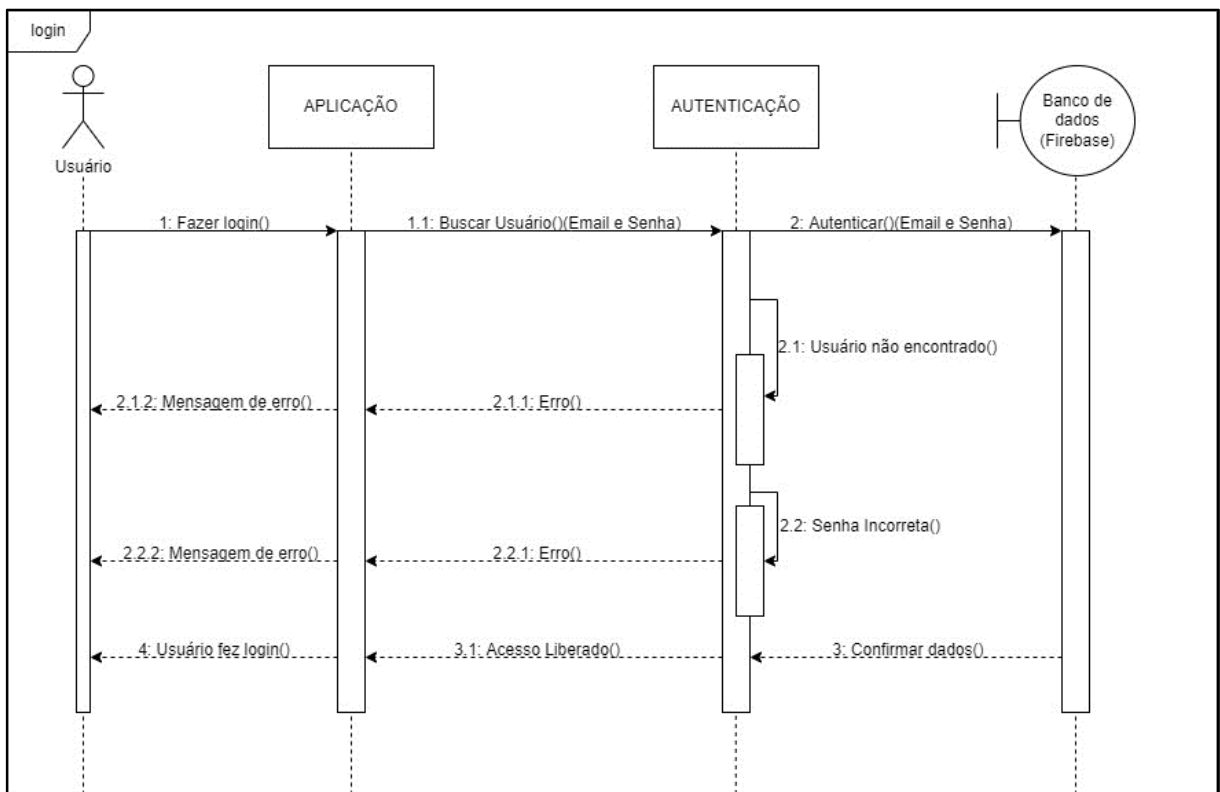 login
Usuário
APLICAÇÃO
AUTENTICAÇÃO
Banco de
dados
(Firebase)
1: Fazer login()
1.1: Buscar Usuário()(Email e Senha)
2: Autenticar()(Email e Senha)
2.1: Usuário não encontrado()
2.1.2: Mensagem de erro()
2.1.1: Erro()
2.2: Senha Incorreta()
2.2.2: Mensagem de erro()
2.2.1: Erro()
4: Usuário fez login()
3.1: Acesso Liberado()
3: Confirmar dados()